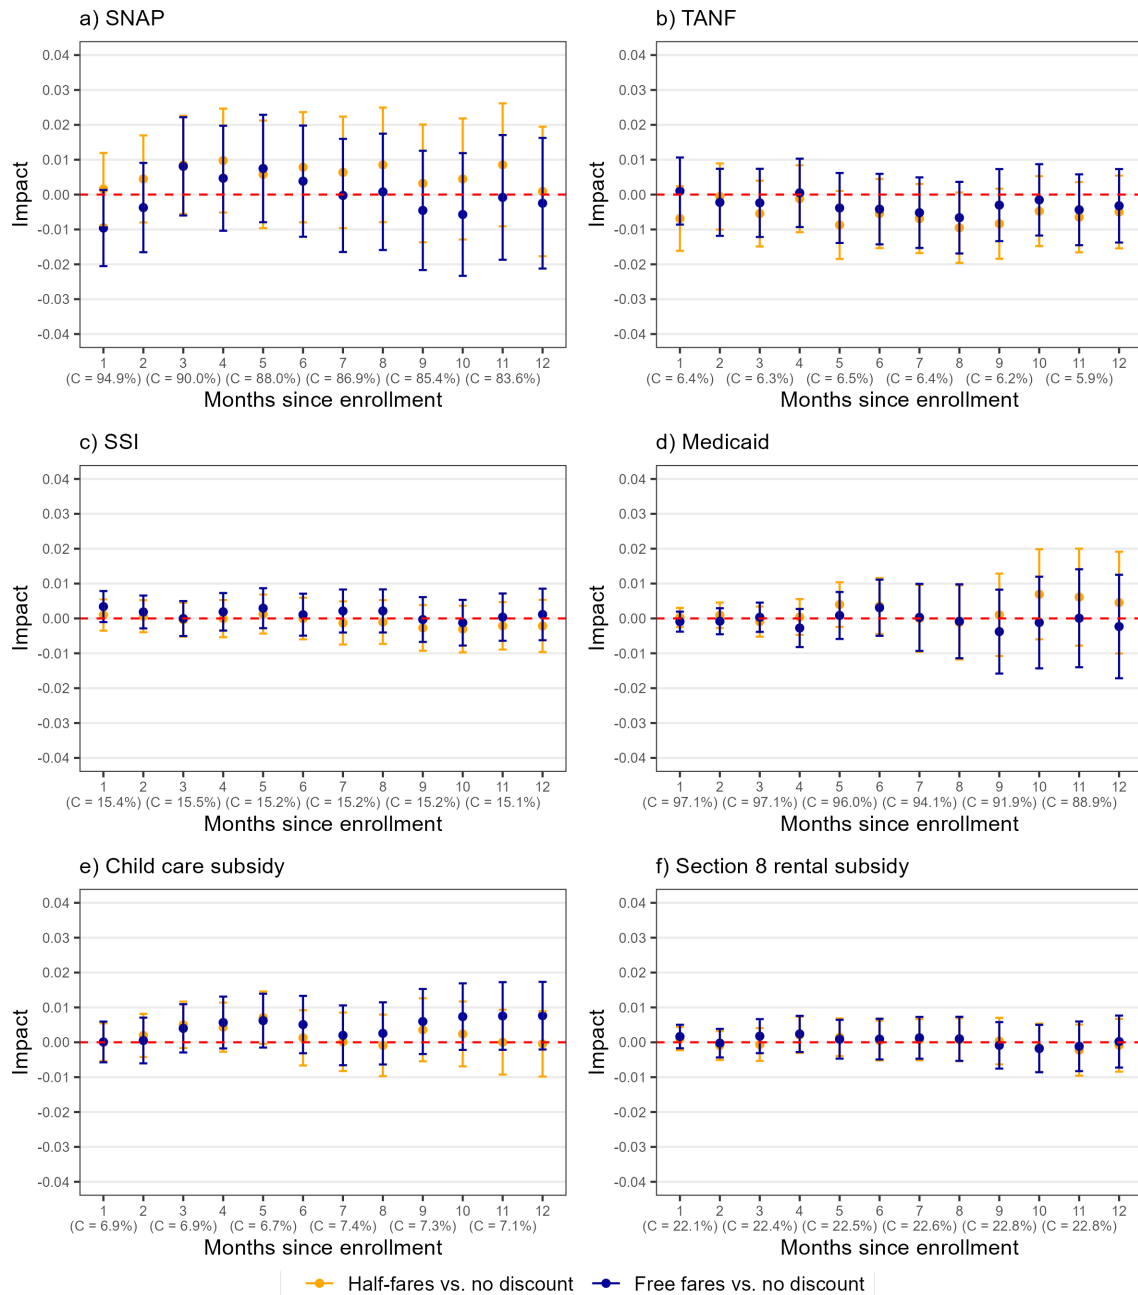 a) SNAP
b) TANF
Impact
0.04
0.03
0.02
0.01
0.00
-0.01
-0.02
-0.03
-0.04
1 2 3 4 5 6 7 8 9 10 11 12
(C = 94.9%) (C = 90.0%) (C = 88.0%) (C = 86.9%) (C = 85.4%) (C = 83.6%)
Months since enrollment
Impact
0.04
0.03
0.02
0.01
0.00
-0.01
-0.02
-0.03
-0.04
1 2 3 4 5 6 7 8 9 10 11 12
(C = 6.4%) (C = 6.3%) (C = 6.5%) (C = 6.4%) (C = 6.2%) (C = 5.9%)
Months since enrollment
c) SSI
d) Medicaid
Impact
0.04
0.03
0.02
0.01
0.00
-0.01
-0.02
-0.03
-0.04
1 2 3 4 5 6 7 8 9 10 11 12
(C = 15.4%) (C = 15.5%) (C = 15.2%) (C = 15.2%) (C = 15.2%) (C = 15.1%)
Months since enrollment
Impact
0.04
0.03
0.02
0.01
0.00
-0.01
-0.02
-0.03
-0.04
1 2 3 4 5 6 7 8 9 10 11 12
(C = 97.1%) (C = 97.1%) (C = 96.0%) (C = 94.1%) (C = 91.9%) (C = 88.9%)
Months since enrollment
e) Child care subsidy
f) Section 8 rental subsidy
Impact
0.04
0.03
0.02
0.01
0.00
-0.01
-0.02
-0.03
-0.04
1 2 3 4 5 6 7 8 9 10 11 12
(C = 6.9%) (C = 6.9%) (C = 6.7%) (C = 7.4%) (C = 7.3%) (C = 7.1%)
Months since enrollment
Impact
0.04
0.03
0.02
0.01
0.00
-0.01
-0.02
-0.03
-0.04
1 2 3 4 5 6 7 8 9 10 11 12
(C = 22.1%) (C = 22.4%) (C = 22.5%) (C = 22.6%) (C = 22.8%) (C = 22.8%)
Months since enrollment
Half-fares vs. no discount
Free fares vs. no discount